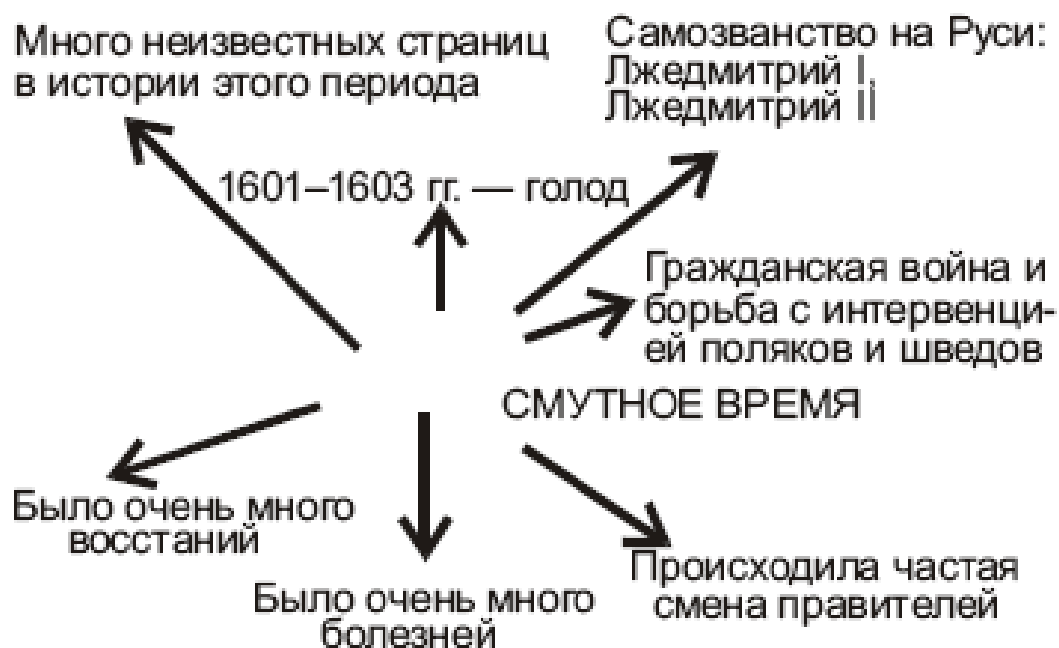 Много неизвестных страниц
в истории этого периода
Самозванство на Руси:
Лжедмитрий I,
Лжедмитрий II
1601–1603 гг. — голод
Гражданская война и
борьба с интервенци-
ей поляков и шведов
СМУТНОЕ ВРЕМЯ
Было очень много
восстаний
Было очень много
болезней
Происходила частая
смена правителей